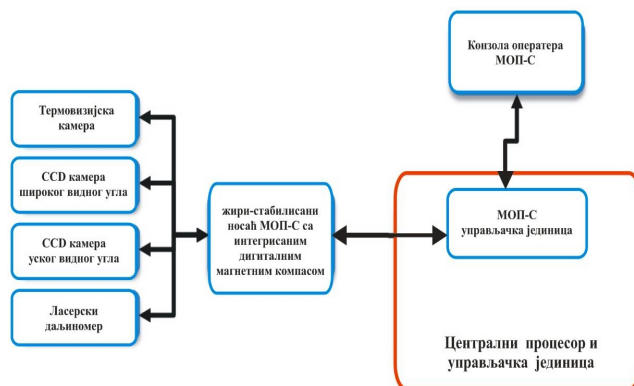 Конзола оператера
МОП-С
Термовизијска
камера
CCD камера
широког видног угла
CCD камера
уског видног угла
Ласерски
даљиномер
жири-стабилисани
носаћ МОП-С са
интегрисаним
дигиталним
магнетним компасом
МОП-С
управљачка јединица
Централни процесор и
управљачка јединица